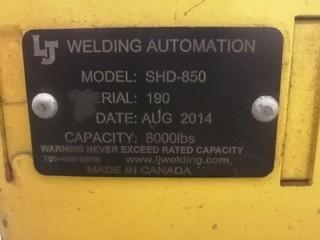 LJ WELDING AUTOMATION
MODEL: SHD-850
ERIAL: 190
DATE: AUG 2014
CAPACITY: 8000lbs
WARNING NEVER EXCEED RATED CAPACITY
www.ljwelding.com
MADE IN CANADA